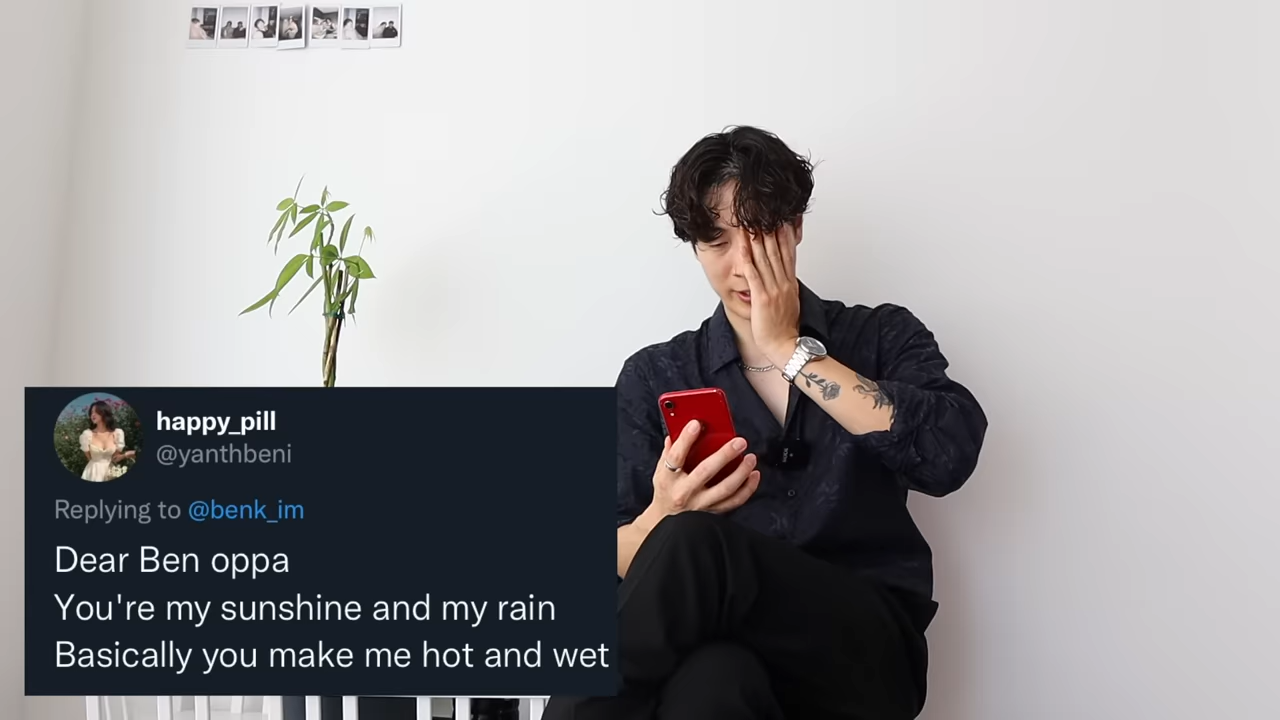 happy_pill
@yanthbeni
Replying to @benk_im
Dear Ben oppa
You're my sunshine and my rain
Basically you make me hot and wet